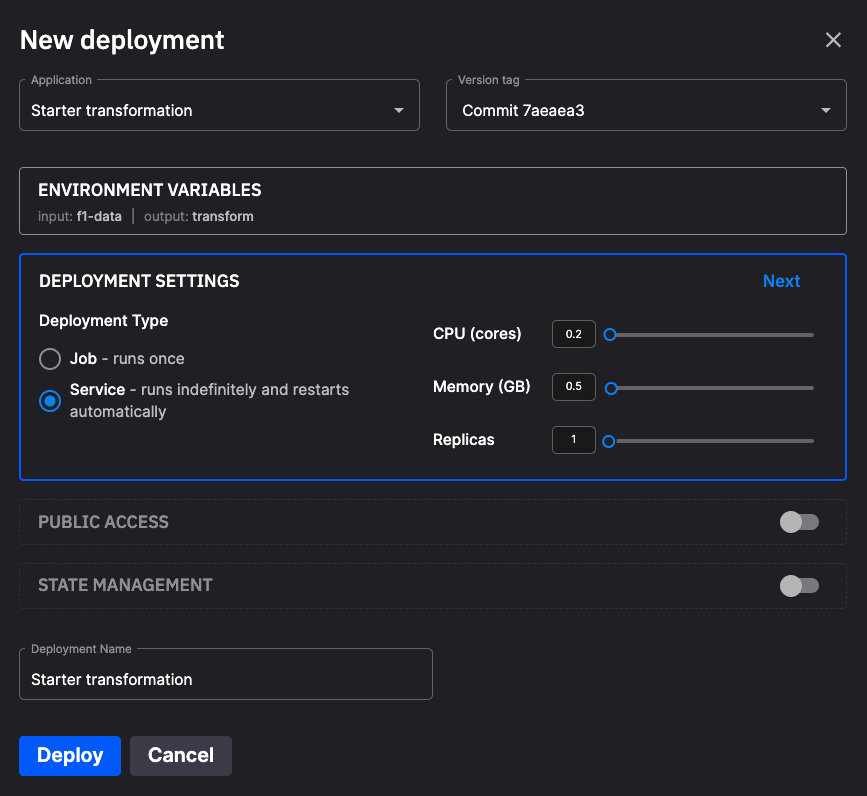 New deployment
Application
Starter transformation
Version tag
Commit 7aeaea3
ENVIRONMENT VARIABLES
input: f1-data | output: transform
DEPLOYMENT SETTINGS
Next
Deployment Type
Job - runs once
Service - runs indefinitely and restarts
automatically
CPU (cores) 0.2
Memory (GB) 0.5
Replicas 1
PUBLIC ACCESS
STATE MANAGEMENT
Deployment Name
Starter transformation
Deploy Cancel